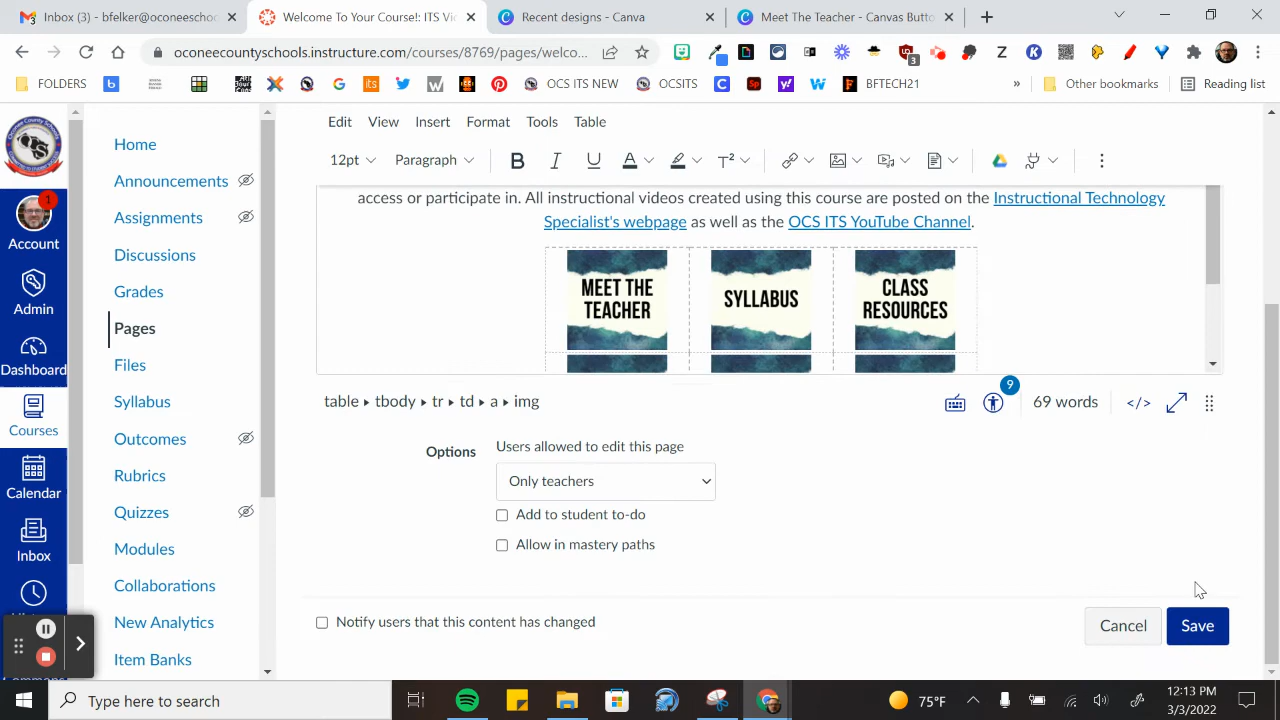 Inbox (3) - bfelker@oconeescho
Welcome To Your Course!: ITS Vi
Recent designs - Canva
Meet The Teacher - Canvas Butto
oconeecountyschools.instructure.com/courses/8769/pages/welco...
3
FOLDERS
its
OCS ITS NEW
OCSITS
BFTECH21
»
Other bookmarks
Reading list
1
Account
Admin
Dashboard
Courses
Calendar
Inbox
Home
Announcements
Assignments
Discussions
Grades
Pages
Files
Syllabus
Outcomes
Rubrics
Quizzes
Modules
Collaborations
New Analytics
Item Banks
Edit View Insert Format Tools Table
12pt Paragraph B I U A T²
access or participate in. All instructional videos created using this course are posted on the Instructional Technology
Specialist's webpage as well as the OCS ITS YouTube Channel.
MEET THE
TEACHER
SYLLABUS
CLASS
RESOURCES
table ▸ tbody ▸ tr ▸ td ▸ a ▸ img
9
69 words
</>
Options
Users allowed to edit this page
Only teachers
Add to student to-do
Allow in mastery paths
Notify users that this content has changed
Cancel
Save
Type here to search
75°F
12:13 PM
3/3/2022